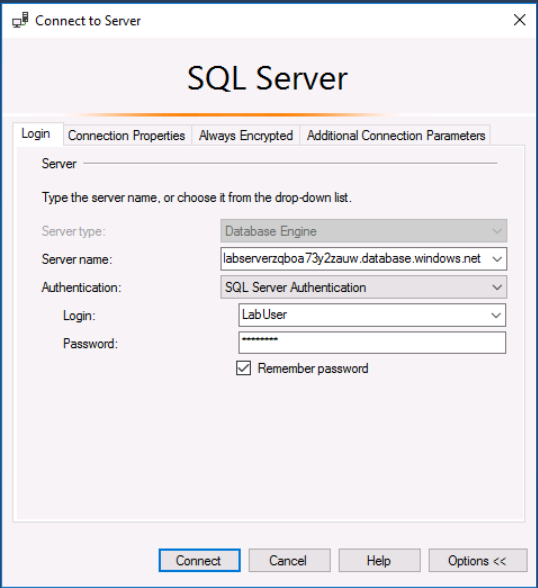 Connect to Server
SQL Server
Login Connection Properties Always Encrypted Additional Connection Parameters
Server
Type the server name, or choose it from the drop-down list.
Server type: Database Engine
Server name: labserverzqboa73y2zauw.database.windows.net
Authentication: SQL Server Authentication
Login: LabUser
Password: ********
Remember password
Connect Cancel Help Options <<